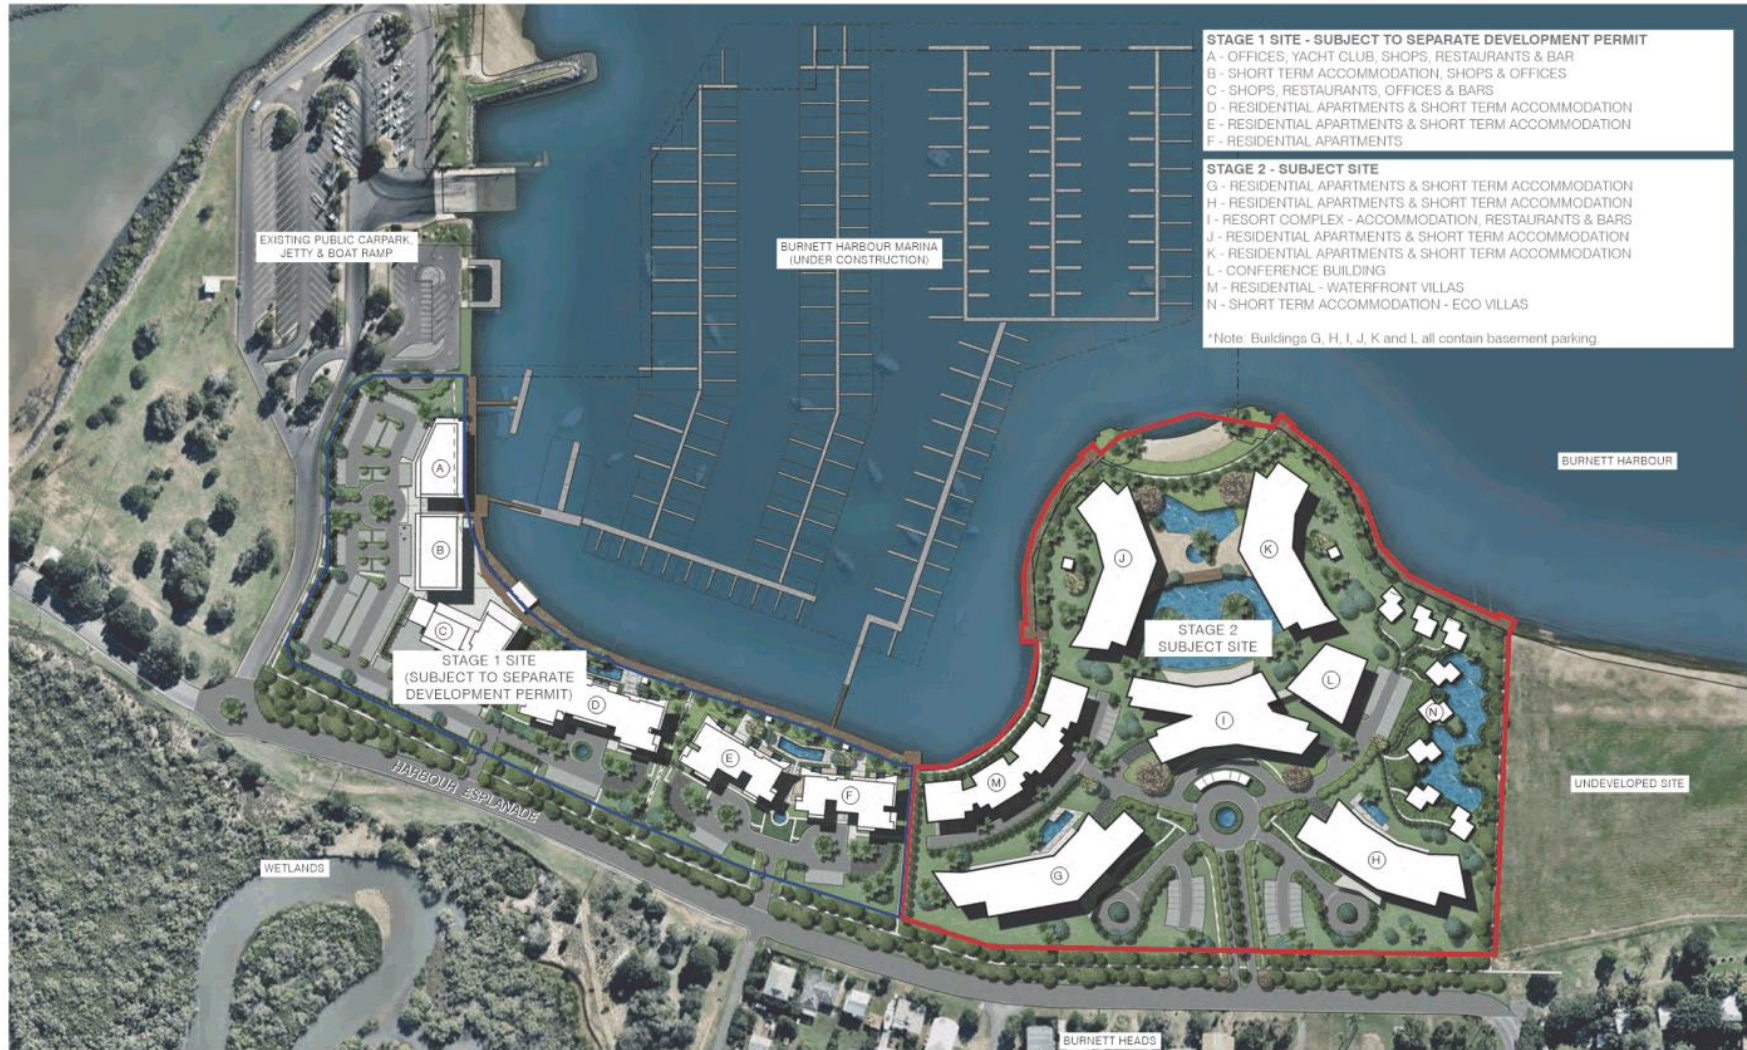 STAGE 1 SITE - SUBJECT TO SEPARATE DEVELOPMENT PERMIT
A - OFFICES, YACHT CLUB, SHOPS, RESTAURANTS & BAR
B - SHORT TERM ACCOMMODATION, SHOPS & OFFICES
C - SHOPS, RESTAURANTS, OFFICES & BARS
D - RESIDENTIAL APARTMENTS & SHORT TERM ACCOMMODATION
E - RESIDENTIAL APARTMENTS & SHORT TERM ACCOMMODATION
F - RESIDENTIAL APARTMENTS
STAGE 2 - SUBJECT SITE
G - RESIDENTIAL APARTMENTS & SHORT TERM ACCOMMODATION
H - RESIDENTIAL APARTMENTS & SHORT TERM ACCOMMODATION
I - RESORT COMPLEX - ACCOMMODATION, RESTAURANTS & BARS
J - RESIDENTIAL APARTMENTS & SHORT TERM ACCOMMODATION
K - RESIDENTIAL APARTMENTS & SHORT TERM ACCOMMODATION
L - CONFERENCE BUILDING
M - RESIDENTIAL - WATERFRONT VILLAS
N - SHORT TERM ACCOMMODATION - ECO VILLAS
*Note: Buildings G, H, I, J, K and L all contain basement parking.
EXISTING PUBLIC CARPARK,
JETTY & BOAT RAMP
BURNETT HARBOUR MARINA
(UNDER CONSTRUCTION)
BURNETT HARBOUR
A
B
J
K
C
STAGE 1 SITE
(SUBJECT TO SEPARATE
DEVELOPMENT PERMIT)
STAGE 2
SUBJECT SITE
L
D
I
N
E
F
M
UNDEVELOPED SITE
HARBOUR ESPLANADE
G
H
WETLANDS
BURNETT HEADS